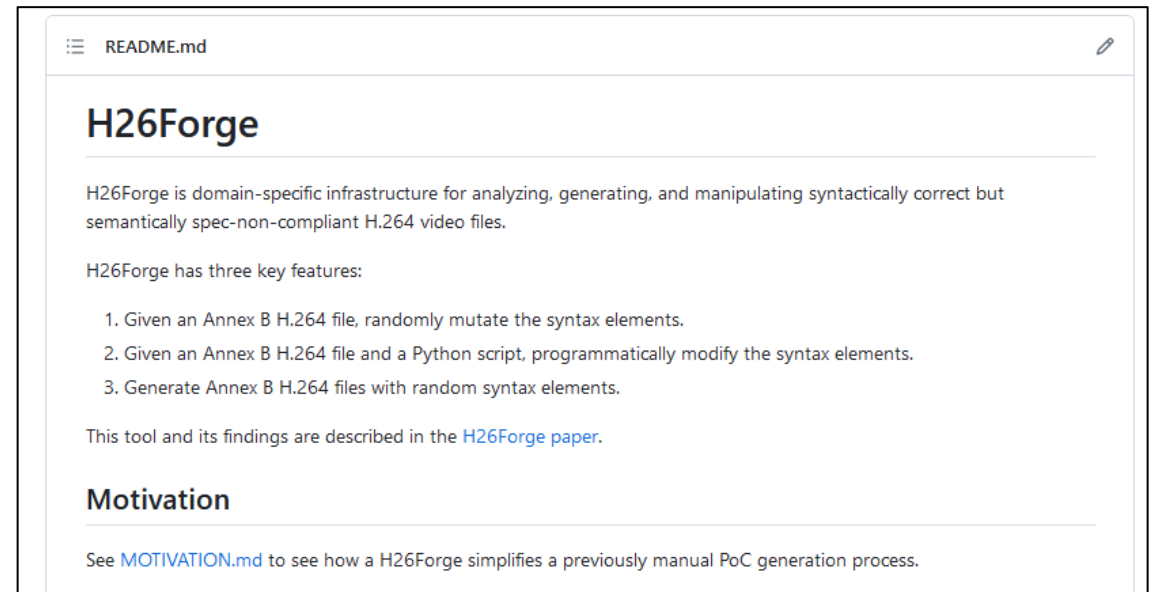 README.md
H26Forge
H26Forge is domain-specific infrastructure for analyzing, generating, and manipulating syntactically correct but
semantically spec-non-compliant H.264 video files.
H26Forge has three key features:
1. Given an Annex B H.264 file, randomly mutate the syntax elements.
2. Given an Annex B H.264 file and a Python script, programmatically modify the syntax elements.
3. Generate Annex B H.264 files with random syntax elements.
This tool and its findings are described in the H26Forge paper.
Motivation
See MOTIVATION.md to see how a H26Forge simplifies a previously manual PoC generation process.